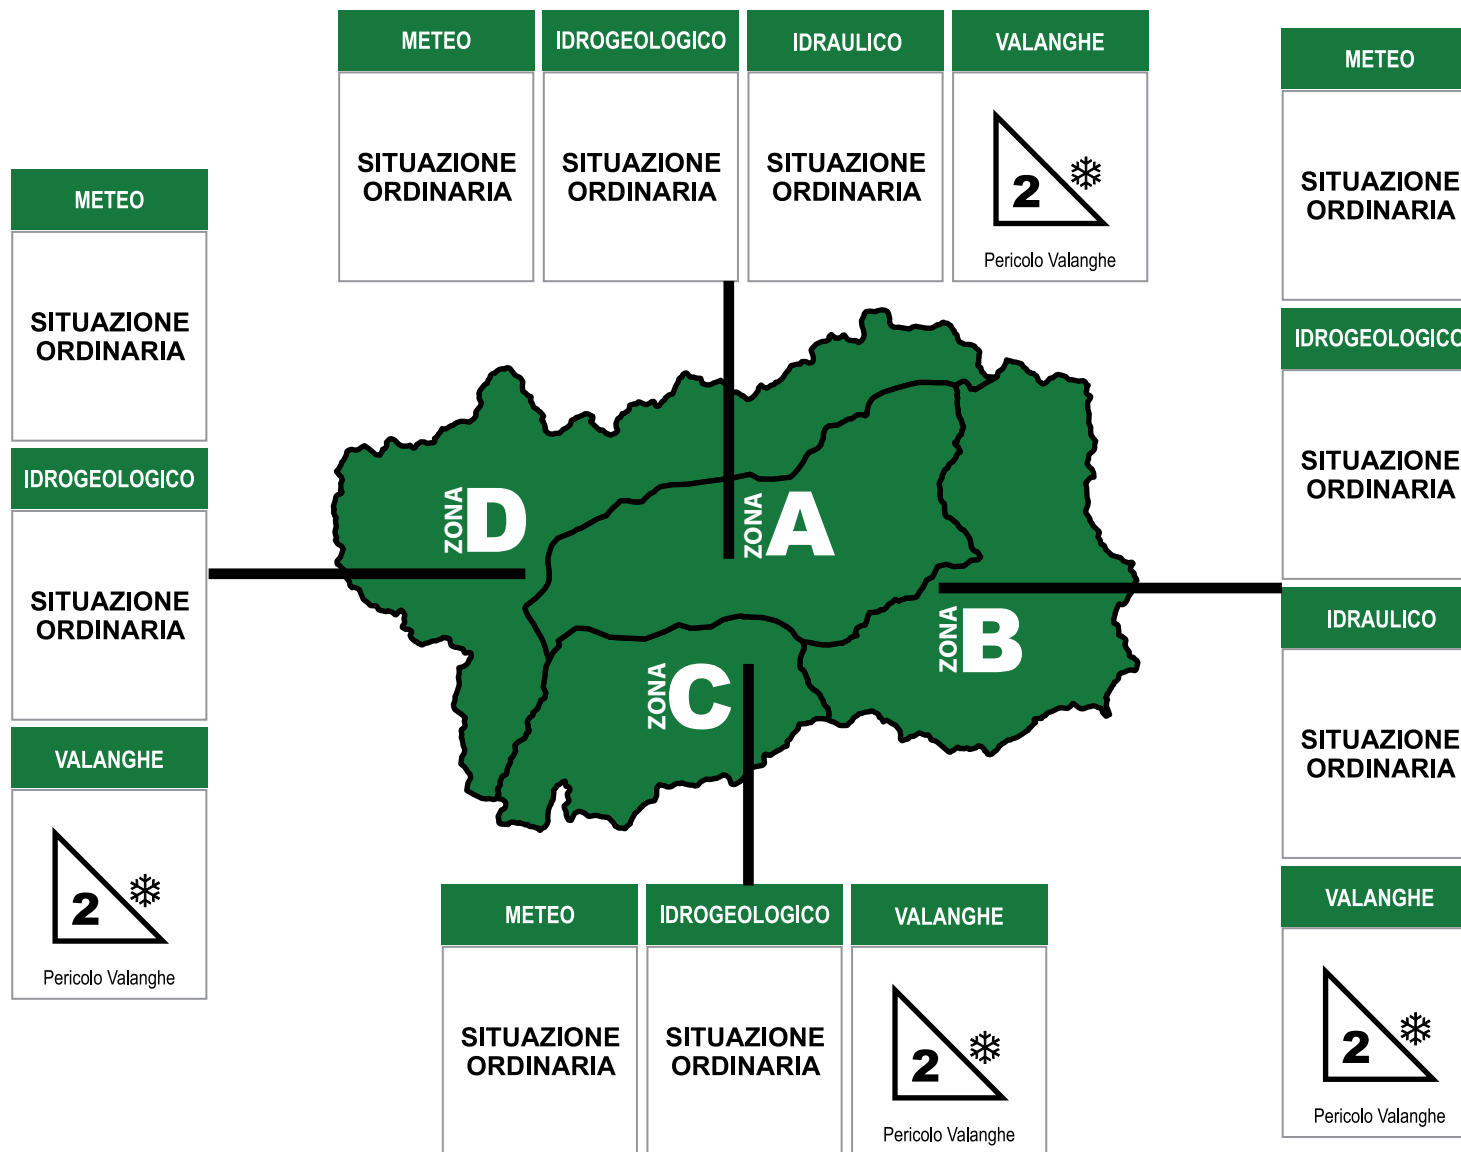 METEO
IDROGEOLOGICO
IDRAULICO
VALANGHE
SITUAZIONE
ORDINARIA
SITUAZIONE
ORDINARIA
SITUAZIONE
ORDINARIA
2
Pericolo Valanghe
METEO
SITUAZIONE
ORDINARIA
IDROGEOLOGICO
SITUAZIONE
ORDINARIA
VALANGHE
2
Pericolo Valanghe
ZONA D
ZONA A
ZONA B
ZONA C
METEO
SITUAZIONE
ORDINARIA
IDROGEOLOGICO
SITUAZIONE
ORDINARIA
IDRAULICO
SITUAZIONE
ORDINARIA
VALANGHE
2
Pericolo Valanghe
METEO
IDROGEOLOGICO
VALANGHE
SITUAZIONE
ORDINARIA
SITUAZIONE
ORDINARIA
2
Pericolo Valanghe